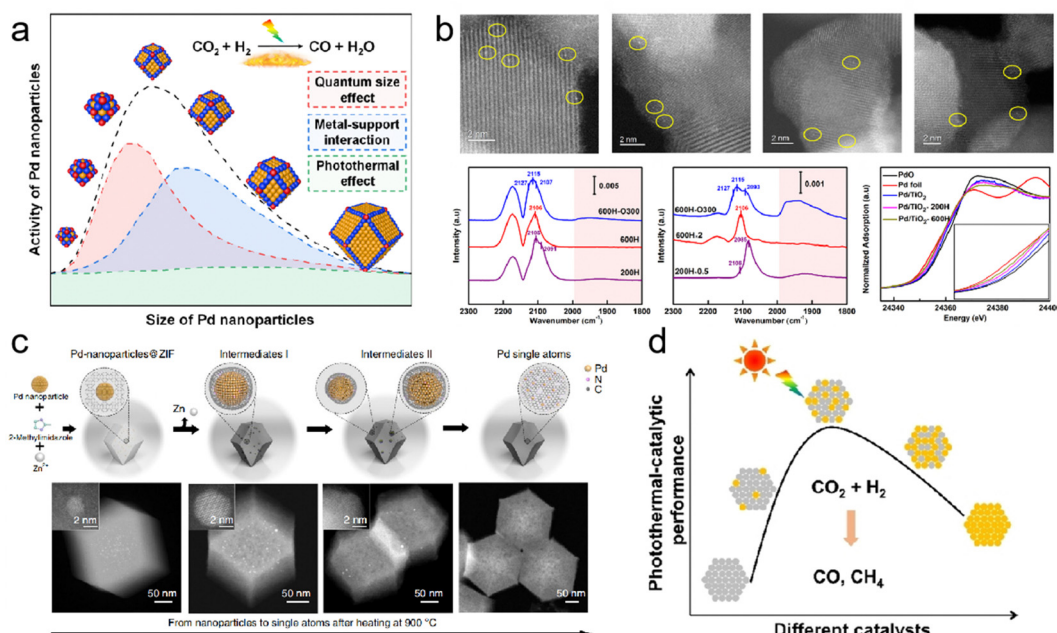 a
CO2 + H2
CO + H2O
Quantum size
effect
Metal-support
interaction
Photothermal
effect
Activity of Pd nanoparticles
Size of Pd nanoparticles
b
2 nm
2 nm
2 nm
2 nm
Intensity (a.u)
2115
2127
2107
0.005
600H-O300
2106
600H
2100
2091
200H
2300 2200 2100 2000 1900 1800
Wavenumber (cm-1)
Intensity (a.u)
2115
2127
2093
0.001
600H-O300
2106
600H-2
2085
2108
200H-0.5
2300 2200 2100 2000 1900 1800
Wavenumber (cm-1)
Normalized Adsorption (a.u)
PdO
Pd foil
Pd/TiO2
Pd/TiO2- 200H
Pd/TiO2- 600H
24340 24360 24380 2440
Energy (eV)
c
Pd-nanoparticles@ZIF
Intermediates I
Intermediates II
Pd single atoms
Pd nanoparticle
+
2-Methylimidazole
+
Zn2+
Zn
Pd
N
C
2 nm
50 nm
2 nm
50 nm
2 nm
50 nm
50 nm
From nanoparticles to single atoms after heating at 900 °C
d
Photothermal-catalytic
performance
CO2 + H2
CO, CH4
Different catalysts